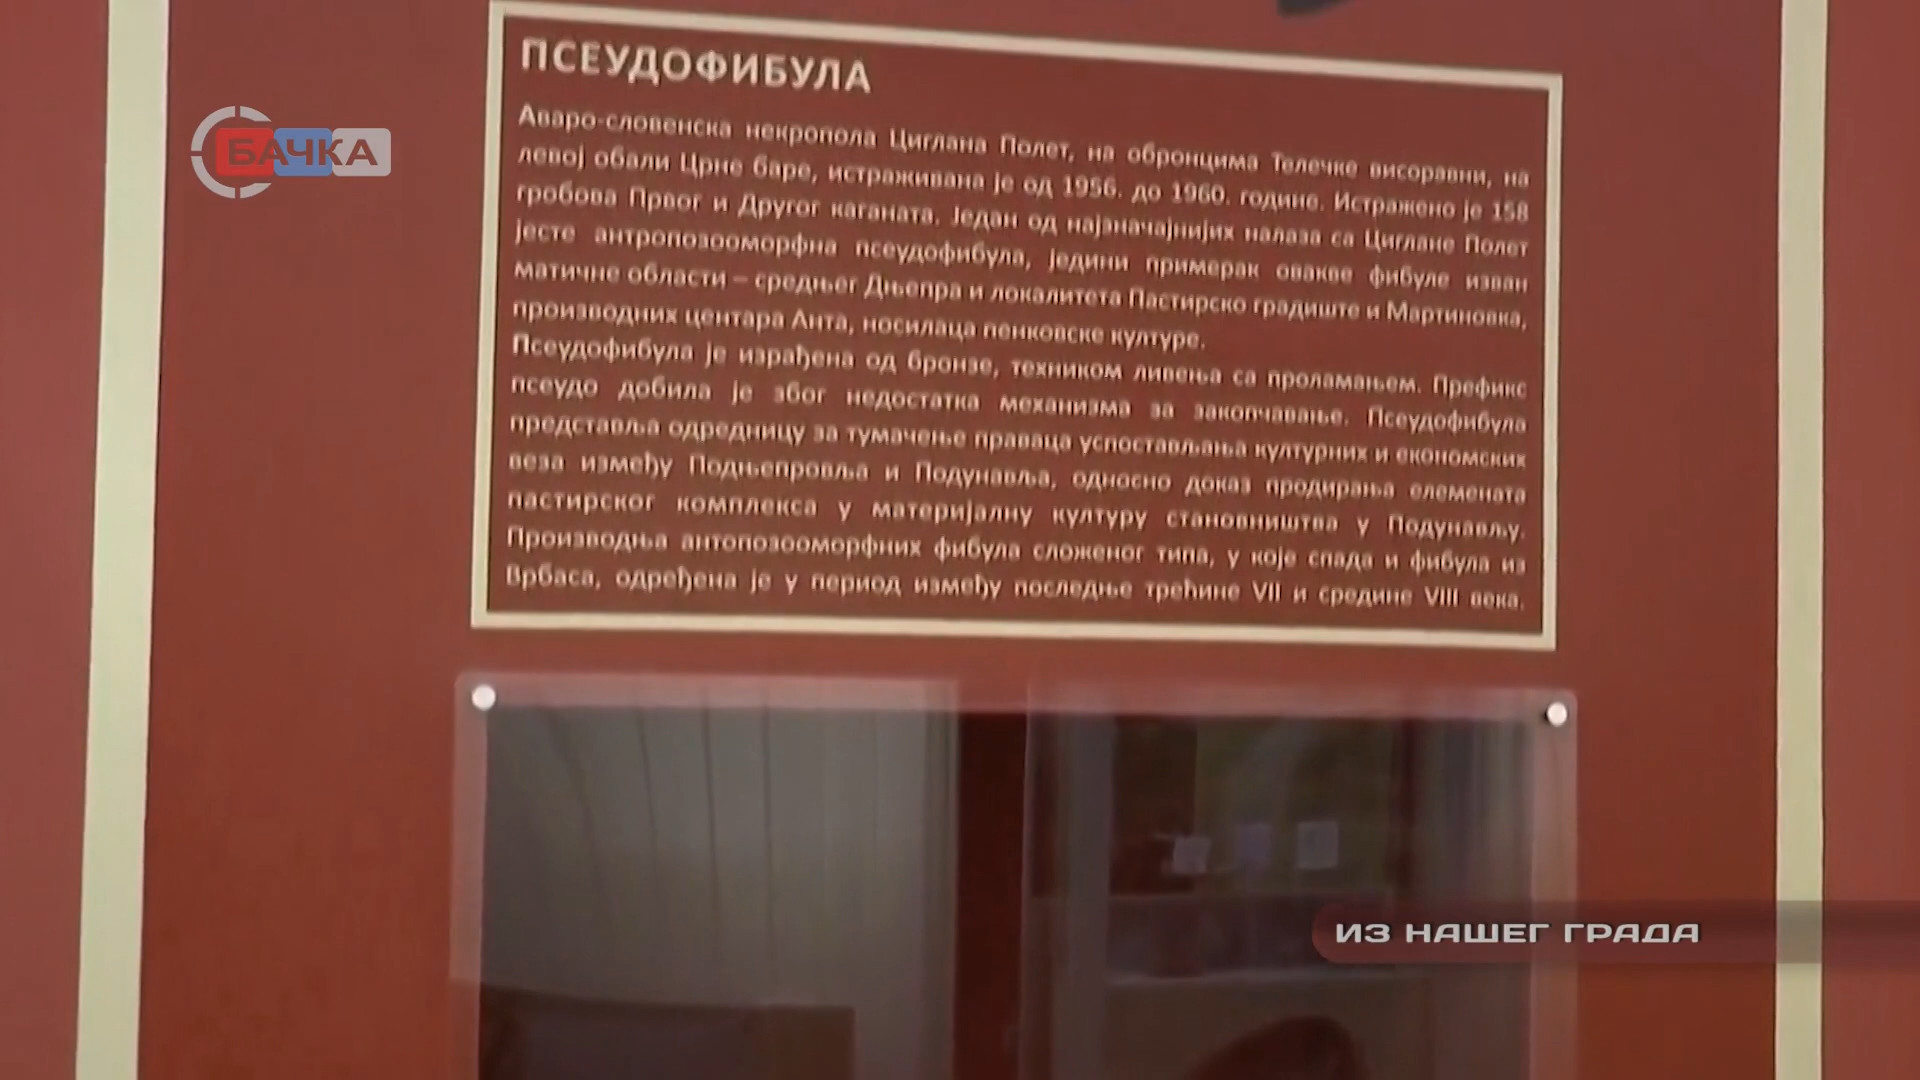 ПСЕУДОФИБУЛА
Аваро-словенска некропола Циглана Полет, на обронцима Телечке висоравни, на
левој обали Црне баре, истраживана је од 1956. до 1960. године. Истражено је 158
гробова Првог и Другог каганата. Један од најзначајнијих налаза са Циглане Полет
јесте антропозооморфна псеудофибула, једини примерак овакве фибуле изван
матичне области – средњег Дњепра и локалитета Пастирско градиште и Мартиновка,
производних центара Анта, носилаца пенковске културе.
Псеудофибула је израђена од бронзе, техником ливења са проламањем. Префикс
псеудо добила је због недостатка механизма за закопчавање. Псеудофибула
представља одредницу за тумачење праваца успостављања културних и економских
веза између Подњепровља и Подунавља, односно доказ продирања елемената
пастирског комплекса у материјалну културу становништва у Подунављу.
Производња антопозооморфних фибула сложеног типа, у које спада и фибула из
Врбаса, одређена је у период између последње трећине VII и средине VIII века.
БАЧКА
ИЗ НАШЕГ ГРАДА